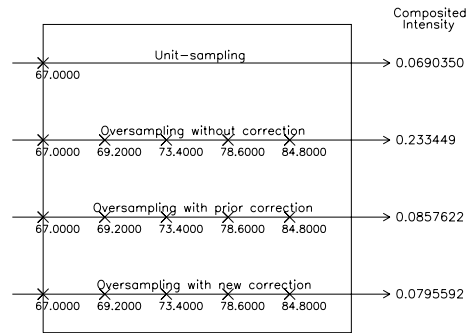 Composited
Intensity
Unit-sampling
67.0000
0.0690350
Oversampling without correction
67.0000 69.2000 73.4000 78.6000 84.8000
0.233449
Oversampling with prior correction
67.0000 69.2000 73.4000 78.6000 84.8000
0.0857622
Oversampling with new correction
67.0000 69.2000 73.4000 78.6000 84.8000
0.0795592